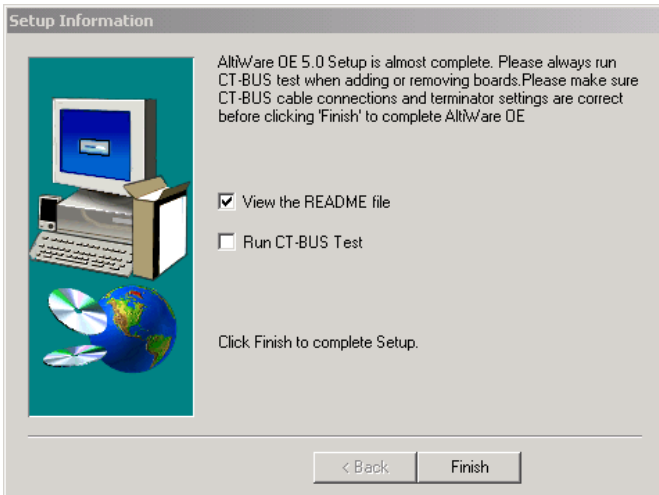 Setup Information
AltiWare OE 5.0 Setup is almost complete. Please always run
CT-BUS test when adding or removing boards.Please make sure
CT-BUS cable connections and terminator settings are correct
before clicking 'Finish' to complete AltiWare OE
View the README file
Run CT-BUS Test
Click Finish to complete Setup.
< Back
Finish